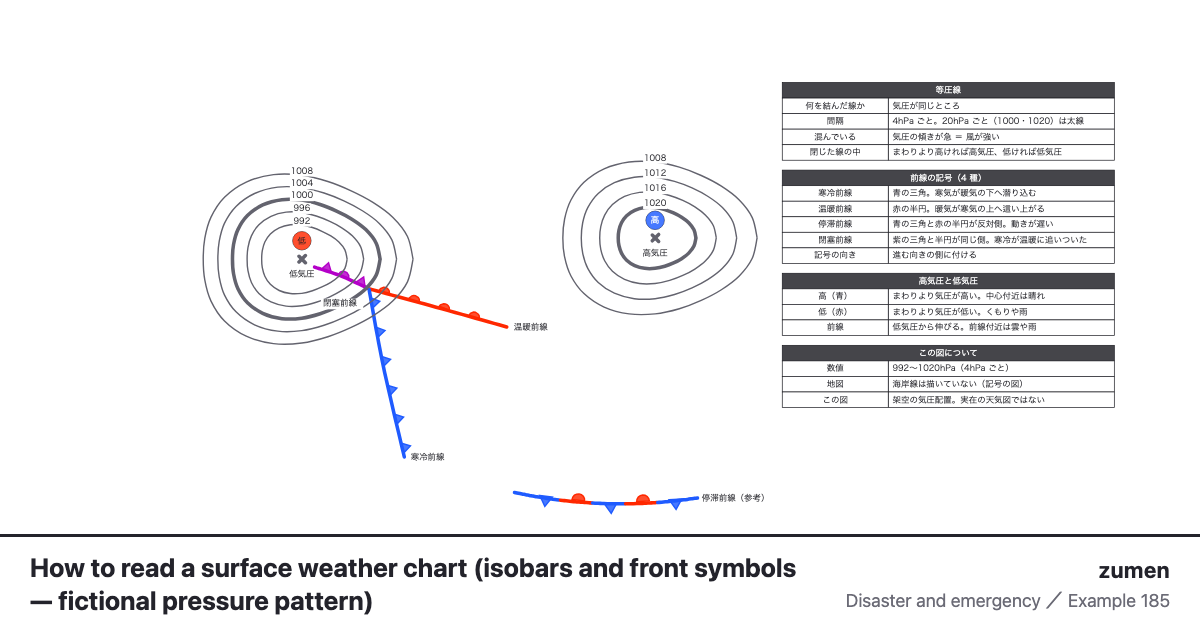 1008
1004
1000
996
992
低
低気圧
閉塞前線
温暖前線
寒冷前線
1008
1012
1016
1020
高
高気圧
停滞前線（参考）
等圧線
何を結んだ線か 気圧が同じところ
間隔 4hPa ごと。20hPa ごと（1000・1020）は太線
混んでいる 気圧の傾きが急 ＝ 風が強い
閉じた線の中 まわりより高ければ高気圧、低ければ低気圧
前線の記号（4 種）
寒冷前線 青の三角。寒気が暖気の下へ潜り込む
温暖前線 赤の半円。暖気が寒気の上へ這い上がる
停滞前線 青の三角と赤の半円が反対側。動きが遅い
閉塞前線 紫の三角と半円が同じ側。寒冷が温暖に追いついた
記号の向き 進む向きの側に付ける
高気圧と低気圧
高（青） まわりより気圧が高い。中心付近は晴れ
低（赤） まわりより気圧が低い。くもりや雨
前線 低気圧から伸びる。前線付近は雲や雨
この図について
数値 992〜1020hPa（4hPa ごと）
地図 海岸線は描いていない（記号の図）
この図 架空の気圧配置。実在の天気図ではない
How to read a surface weather chart (isobars and front symbols
— fictional pressure pattern)
zumen
Disaster and emergency ／ Example 185